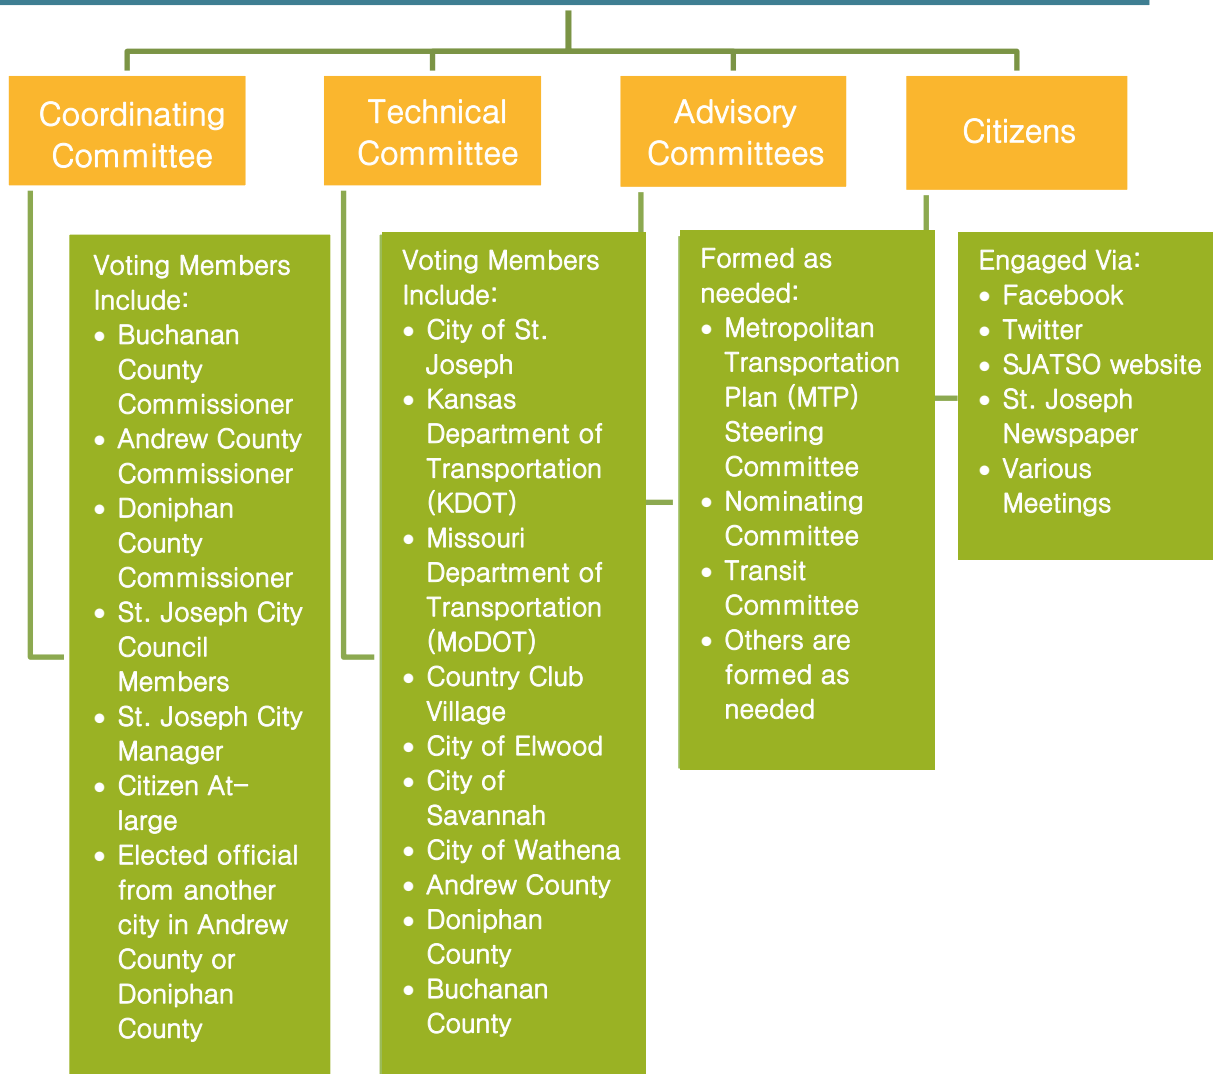 Coordinating
Committee
Technical
Committee
Advisory
Committees
Citizens
Voting Members
Include:
• Buchanan
County
Commissioner
• Andrew County
Commissioner
• Doniphan
County
Commissioner
• St. Joseph City
Council
Members
• St. Joseph City
Manager
• Citizen At-
large
• Elected official
from another
city in Andrew
County or
Doniphan
County
Voting Members
Include:
• City of St.
Joseph
• Kansas
Department of
Transportation
(KDOT)
• Missouri
Department of
Transportation
(MoDOT)
• Country Club
Village
• City of Elwood
• City of
Savannah
• City of Wathena
• Andrew County
• Doniphan
County
• Buchanan
County
Formed as
needed:
• Metropolitan
Transportation
Plan (MTP)
Steering
Committee
• Nominating
Committee
• Transit
Committee
• Others are
formed as
needed
Engaged Via:
• Facebook
• Twitter
• SJATSO website
• St. Joseph
Newspaper
• Various
Meetings